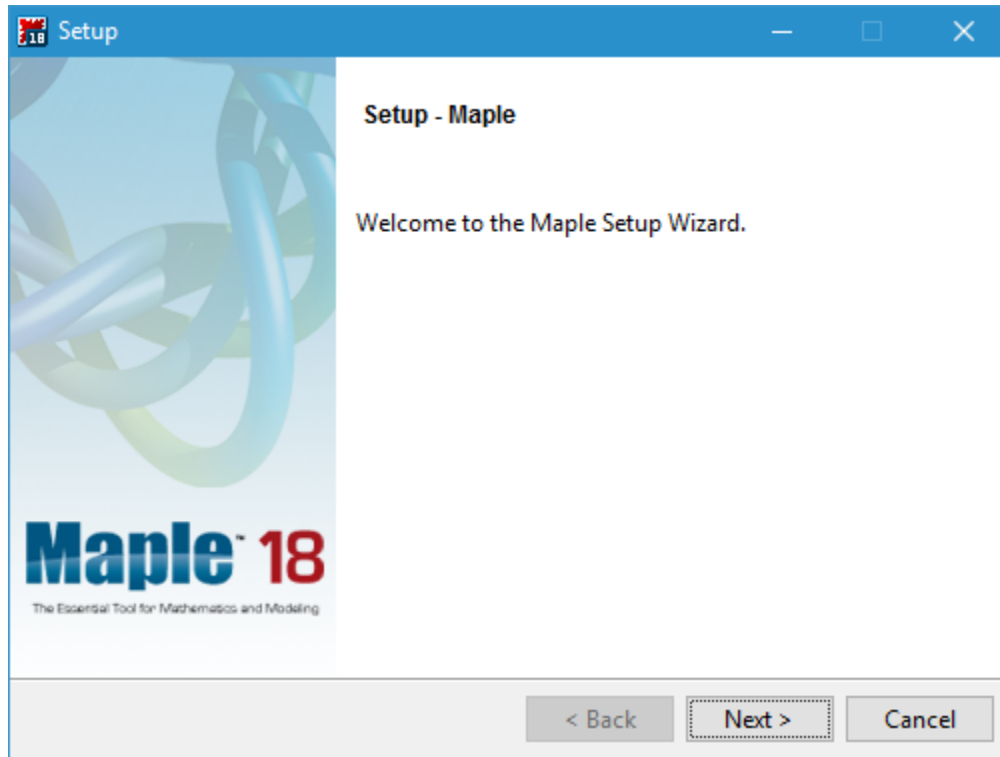 18 Setup
Setup - Maple
Welcome to the Maple Setup Wizard.
Maple™ 18
The Essential Tool for Mathematics and Modeling
< Back Next > Cancel